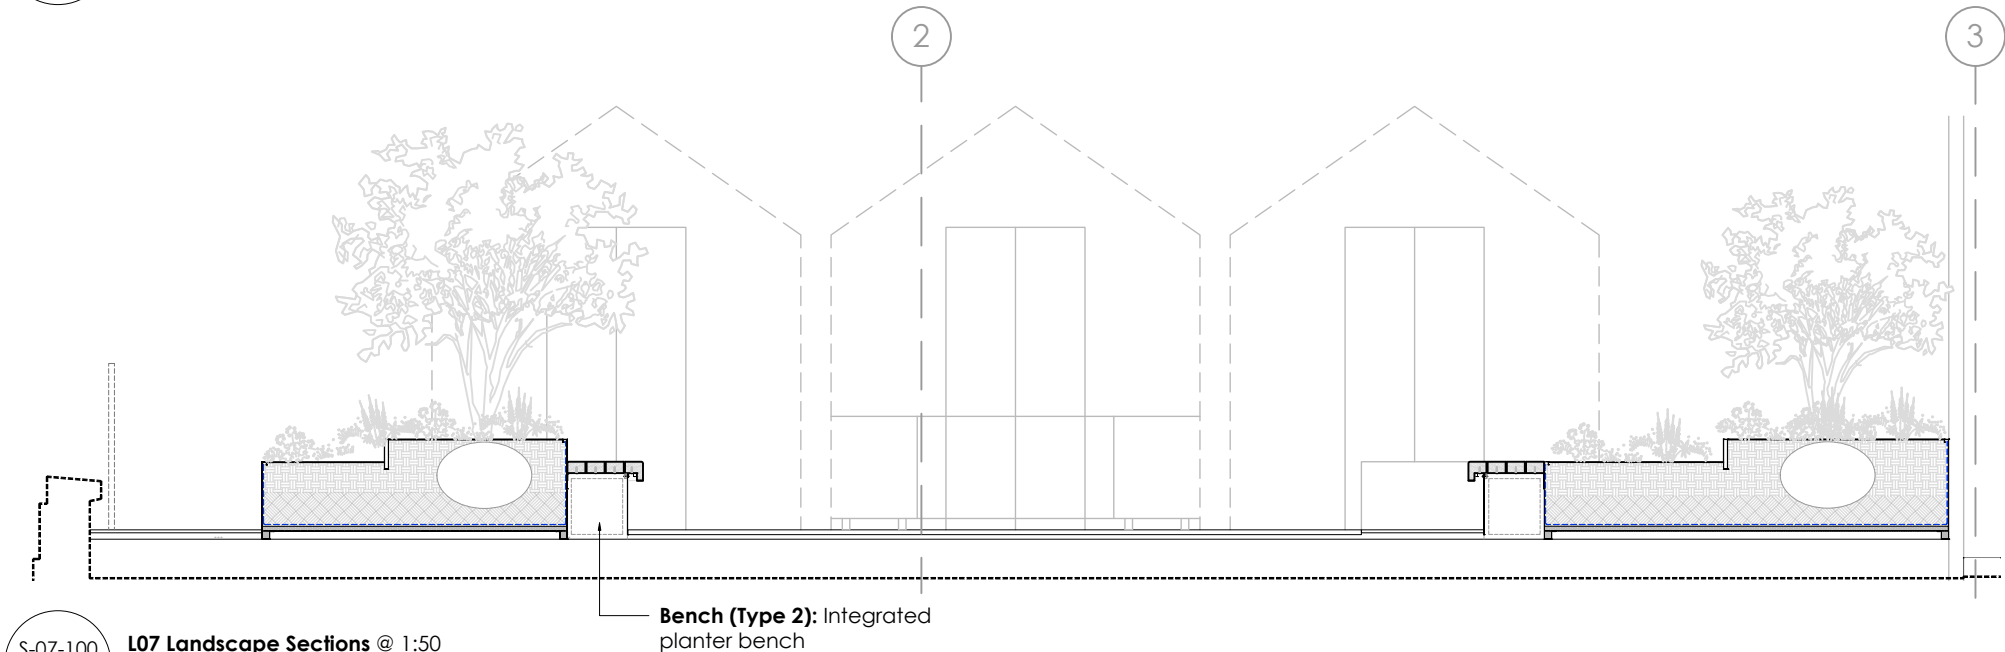 2
3
Bench (Type 2): Integrated
planter bench
S-07-100
L07 Landscape Sections @ 1:50